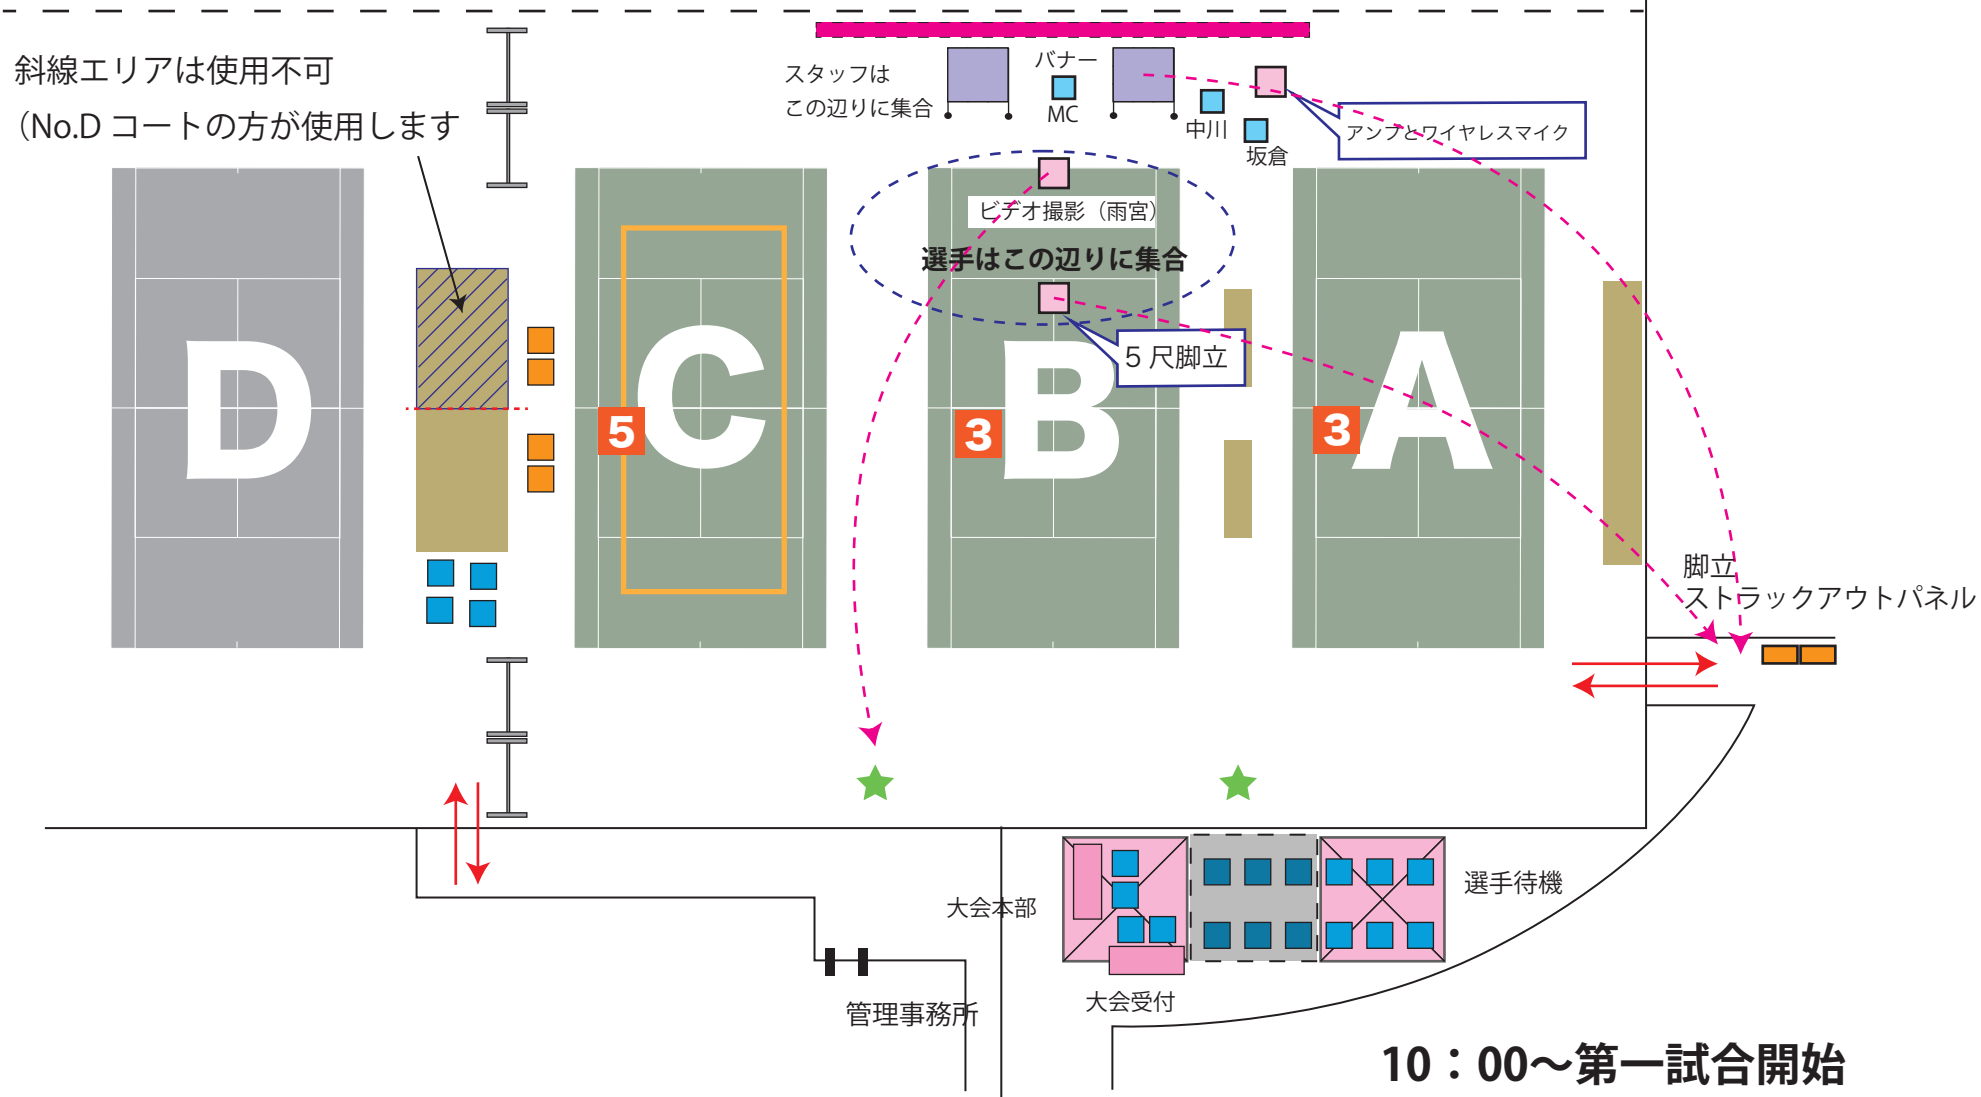 斜線エリアは使用不可
（No.D コートの方が使用します
スタッフは
この辺りに集合
バナー
MC
中川
坂倉
アンプとワイヤレスマイク
ビデオ撮影（雨宮）
選手はこの辺りに集合
5 尺脚立
D
C
B
A
5
3
3
脚立
ストラックアウトパネル
大会本部
選手待機
大会受付
管理事務所
10：00～第一試合開始